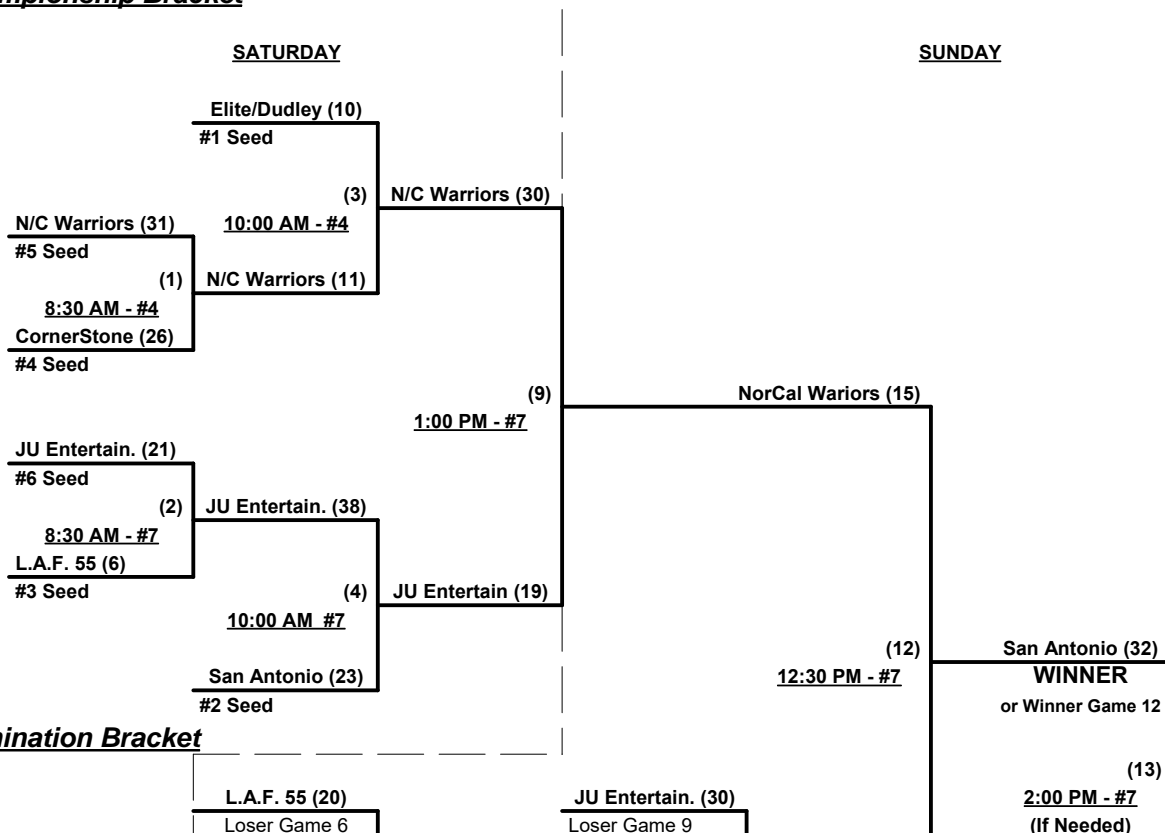 SATURDAY
SUNDAY
Elite/Dudley (10)
#1 Seed
(3)
N/C Warriors (30)
10:00 AM - #4
N/C Warriors (31)
#5 Seed
(1)
N/C Warriors (11)
8:30 AM - #4
CornerStone (26)
#4 Seed
(9)
NorCal Wariors (15)
1:00 PM - #7
JU Entertain. (21)
#6 Seed
(2)
JU Entertain. (38)
8:30 AM - #7
L.A.F. 55 (6)
#3 Seed
(4)
JU Entertain (19)
10:00 AM  #7
(12)
San Antonio (32)
San Antonio (23)
12:30 PM - #7
WINNER
#2 Seed
or Winner Game 12
Bracket
(13)
L.A.F. 55 (20)
JU Entertain. (30)
2:00 PM - #7
Loser Game 6
Loser Game 9
(If Needed)